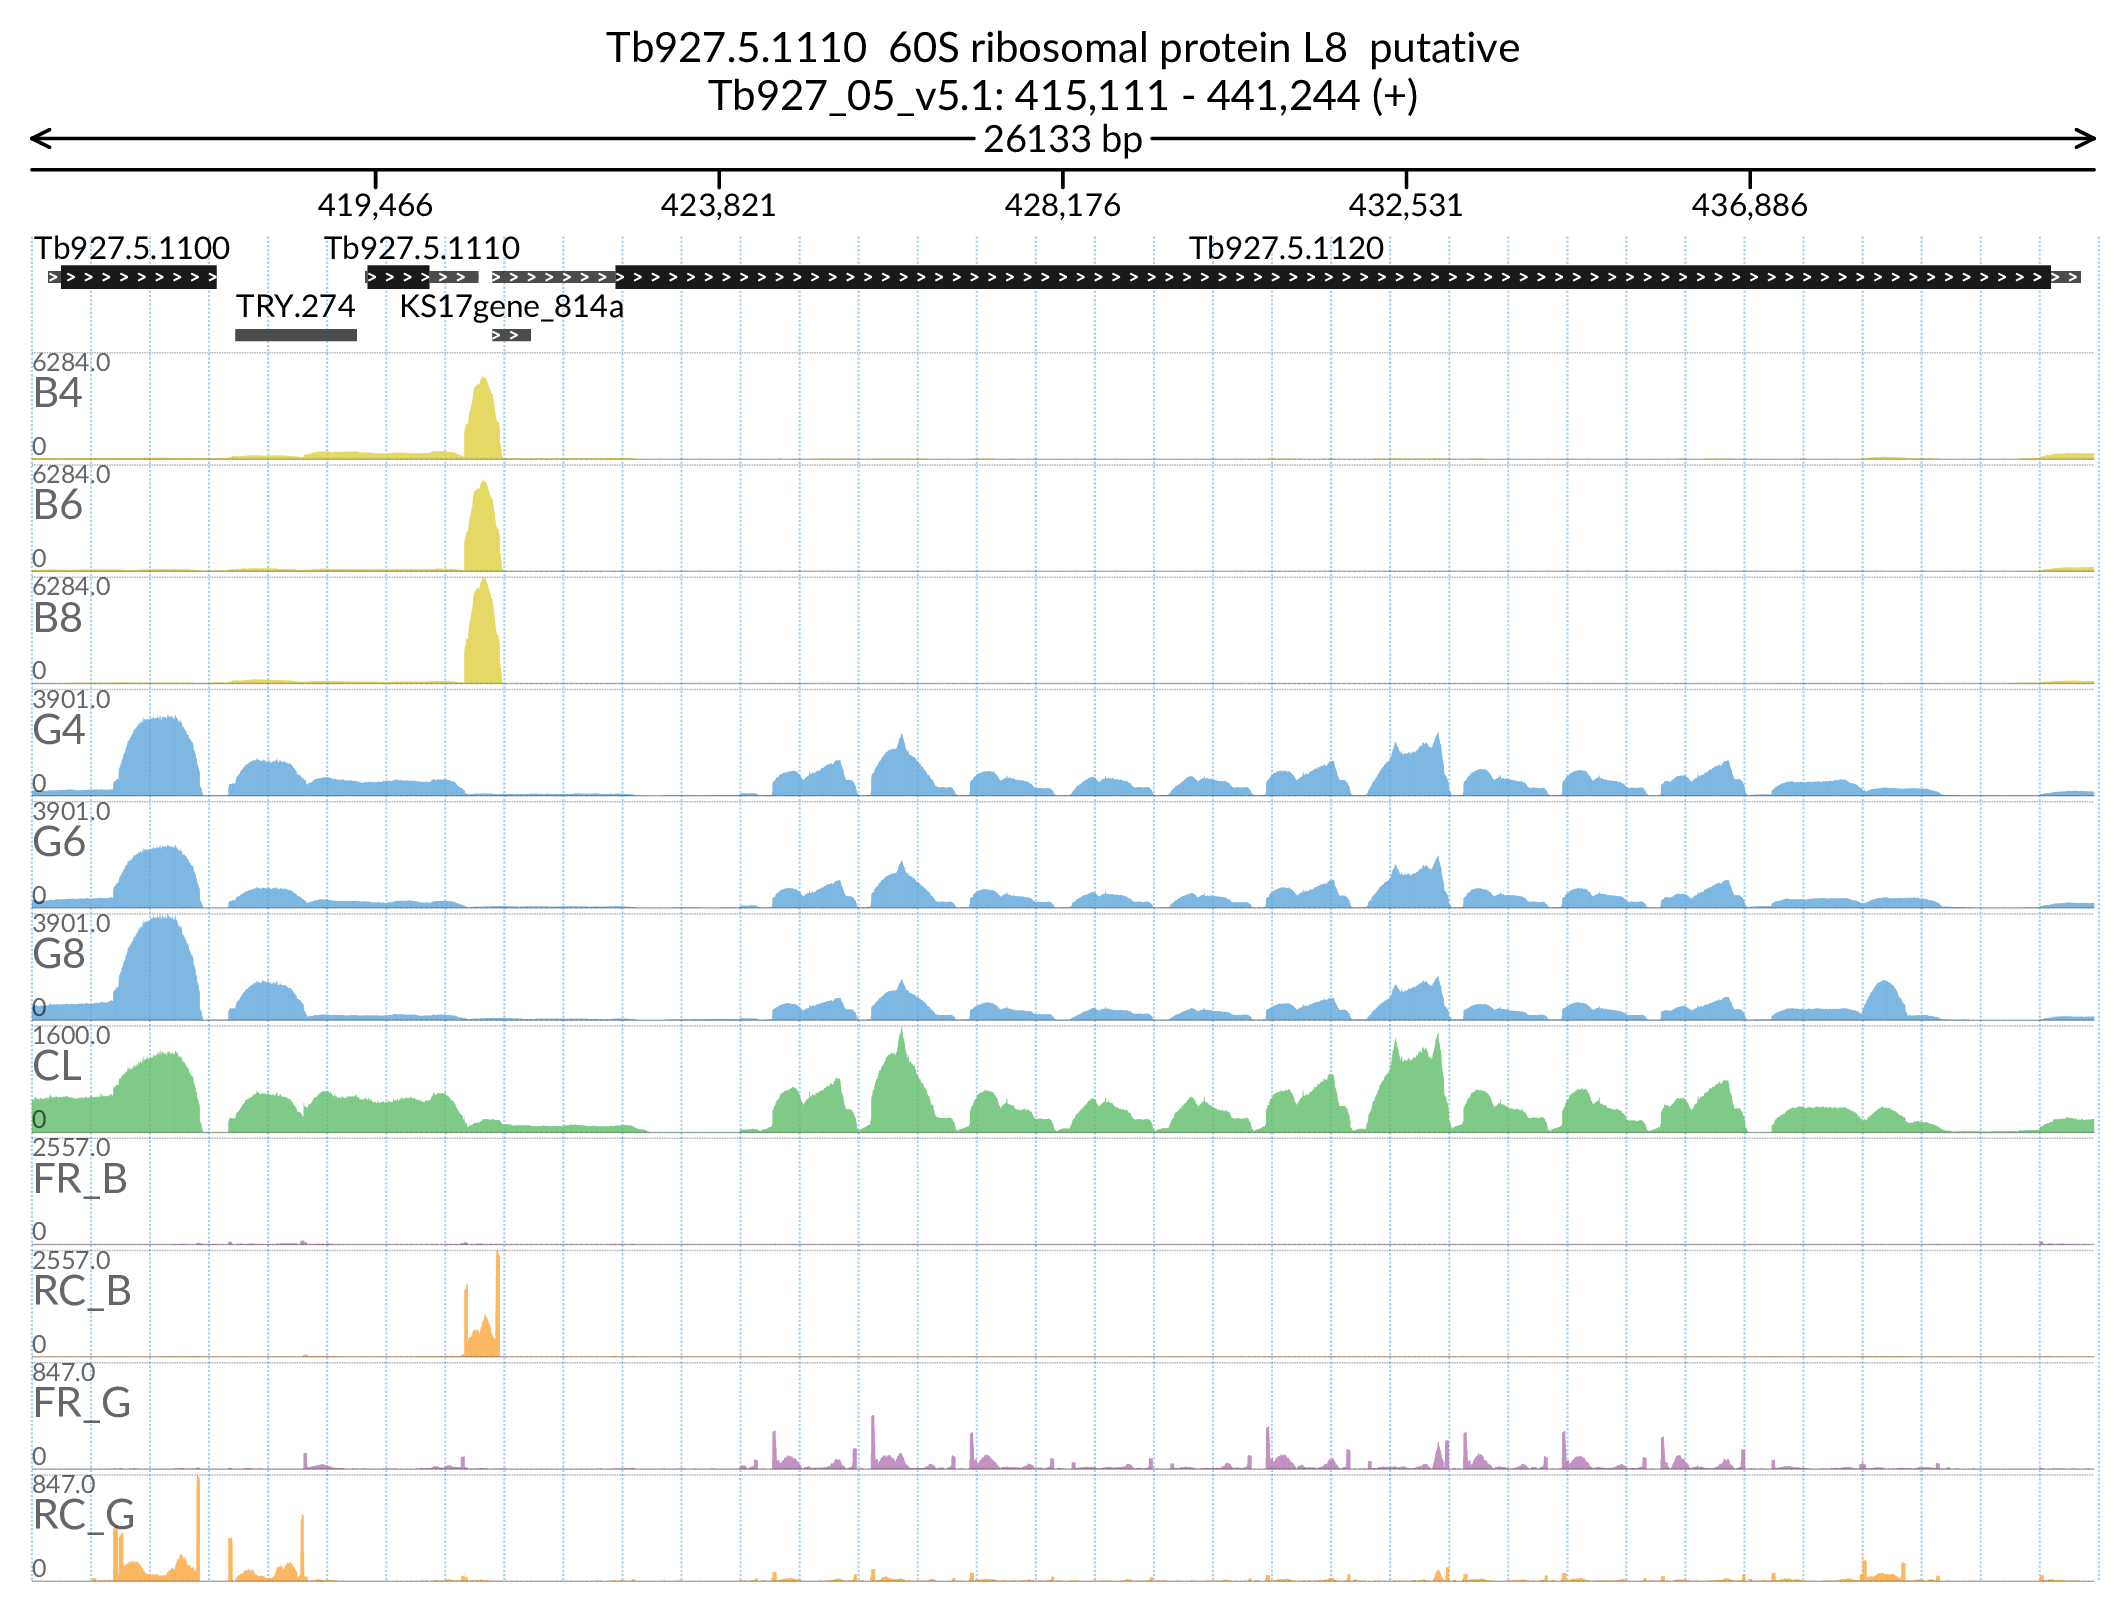 Tb927.5.1110 60S ribosomal protein L8 putative
Tb927_05_v5.1: 415,111 - 441,244 (+)
26133 bp
419,466 423,821 428,176 432,531 436,886
Tb927.5.1100 Tb927.5.1110 Tb927.5.1120
TRY.274 KS17gene_814a
6284.0
B4
0
6284.0
B6
0
6284.0
B8
0
3901.0
G4
0
3901.0
G6
0
3901.0
G8
0
1600.0
CL
0
2557.0
FR_B
0
2557.0
RC_B
0
847.0
FR_G
0
847.0
RC_G
0